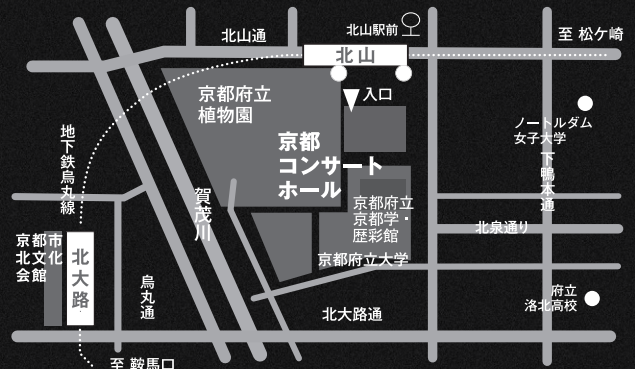 北山通
北山駅前
至 松ケ崎
北山
京都府立
植物園
入口
ノートルダム
女子大学
地下鉄烏丸線
京都
コンサート
ホール
下鴨本通
賀茂川
京都府立
京都学・
歴彩館
北泉通り
京都市
北文化
会館
北大路
京都府立大学
烏丸通
府立
洛北高校
北大路通
至 鞍馬口